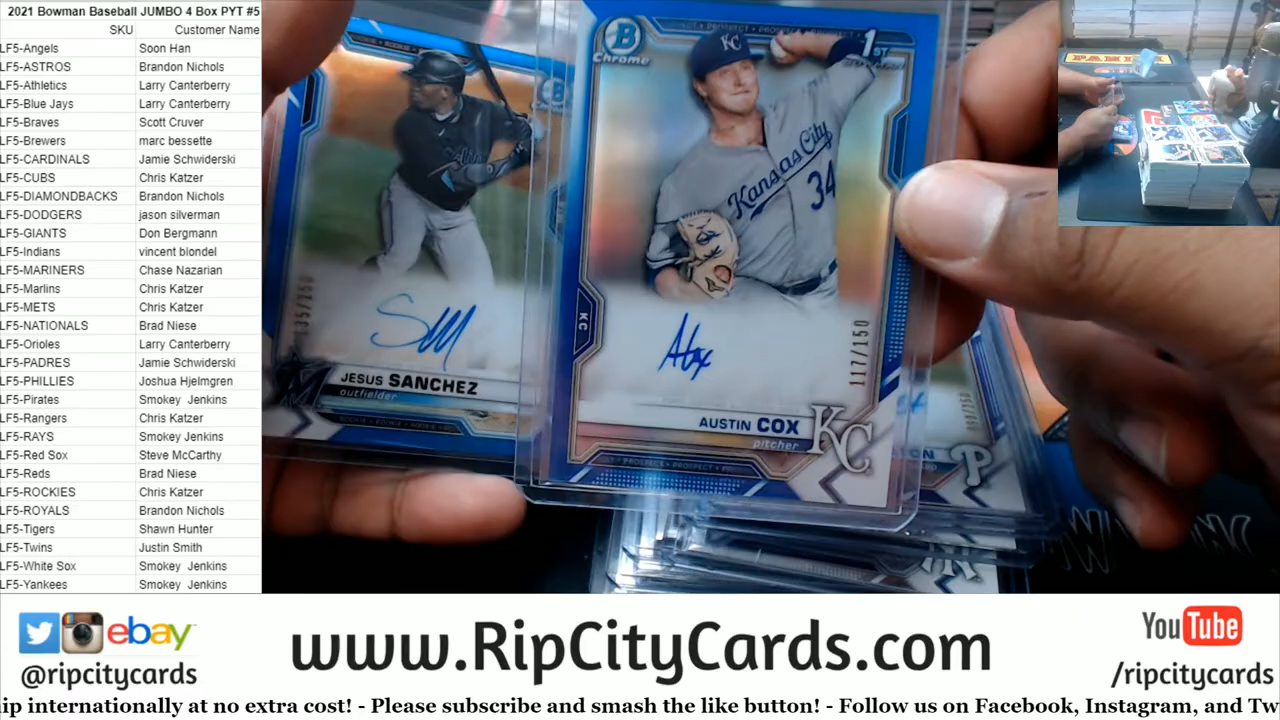 2021 Bowman Baseball JUMBO 4 Box PYT #5
SKU Customer Name
LF5-Angels Soon Han
LF5-ASTROS Brandon Nichols
LF5-Athletics Larry Canterberry
LF5-Blue Jays Larry Canterberry
LF5-Braves Scott Cruver
LF5-Brewers marc bessette
LF5-CARDINALS Jamie Schwiderski
LF5-CUBS Chris Katzer
LF5-DIAMONDBACKS Brandon Nichols
LF5-DODGERS jason silverman
LF5-GIANTS Don Bergmann
LF5-Indians vincent blondel
LF5-MARINERS Chase Nazarian
LF5-Marlins Chris Katzer
LF5-METS Chris Katzer
LF5-NATIONALS Brad Niese
LF5-Orioles Larry Canterberry
LF5-PADRES Jamie Schwiderski
LF5-PHILLIES Joshua Hjelmgren
LF5-Pirates Smokey Jenkins
LF5-Rangers Chris Katzer
LF5-RAYS Smokey Jenkins
LF5-Red Sox Steve McCarthy
LF5-Reds Brad Niese
LF5-ROCKIES Chris Katzer
LF5-ROYALS Brandon Nichols
LF5-Tigers Shawn Hunter
LF5-Twins Justin Smith
LF5-White Sox Smokey Jenkins
LF5-Yankees Smokey Jenkins
135/150
JESUS SANCHEZ
outfielder
B
Chrome
1ST
KC
Kansas City
34
KC
117/150
AUSTIN COX
pitcher
KC
PROSPECT
ON
P
PANINI
ebay
@ripcitycards
www.RipCityCards.com
YouTube
/ripcitycards
ip internationally at no extra cost! - Please subscribe and smash the like button! - Follow us on Facebook, Instagram, and Tw